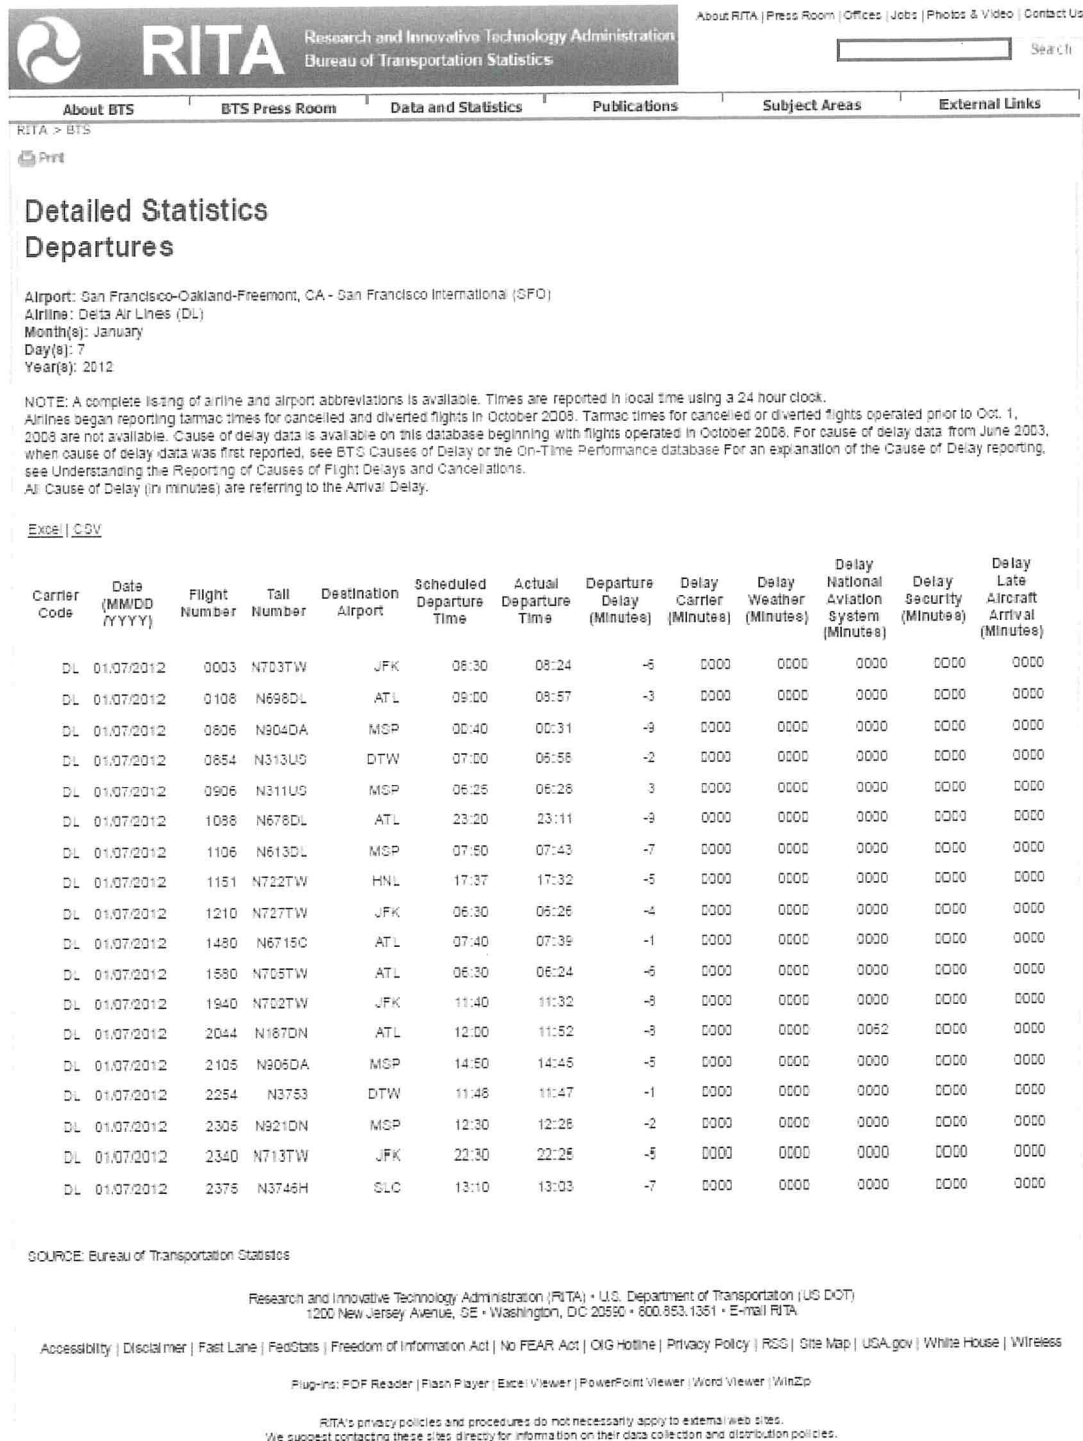 About RITA | Press Room | Offices | Jobs | Photos & Video | Contact Us
RITA
Research and Innovative Technology Administration
Bureau of Transportation Statistics
Search
About BTS BTS Press Room Data and Statistics Publications Subject Areas External Links
RITA > BTS
Print
Detailed Statistics
Departures
Airport: San Francisco-Oakland-Freemont, CA - San Francisco International (SFO)
Airline: Delta Air Lines (DL)
Month(s): January
Day(s): 7
Year(s): 2012
NOTE: A complete listing of airline and airport abbreviations is available. Times are reported in local time using a 24 hour clock.
Airlines began reporting tarmac times for cancelled and diverted flights in October 2008. Tarmac times for cancelled or diverted flights operated prior to Oct. 1,
2008 are not available. Cause of delay data is available on this database beginning with flights operated in October 2008. For cause of delay data from June 2003,
when cause of delay data was first reported, see BTS Causes of Delay or the On-Time Performance database For an explanation of the Cause of Delay reporting,
see Understanding the Reporting of Causes of Flight Delays and Cancellations.
All Cause of Delay (in minutes) are referring to the Arrival Delay.
Excel | CSV
Carrier Code Date (MM/DD/YYYY) Flight Number Tail Number Destination Airport Scheduled Departure Time Actual Departure Time Departure Delay (Minutes) Delay Carrier (Minutes) Delay Weather (Minutes) Delay National Aviation System (Minutes) Delay Security (Minutes) Delay Late Aircraft Arrival (Minutes)
DL 01/07/2012 0003 N703TW JFK 08:30 08:24 -6 0000 0000 0000 0000 0000
DL 01/07/2012 0108 N698DL ATL 09:00 08:57 -3 0000 0000 0000 0000 0000
DL 01/07/2012 0806 N904DA MSP 00:40 00:31 -9 0000 0000 0000 0000 0000
DL 01/07/2012 0854 N313US DTW 07:00 06:58 -2 0000 0000 0000 0000 0000
DL 01/07/2012 0906 N311US MSP 06:25 06:28 3 0000 0000 0000 0000 0000
DL 01/07/2012 1088 N678DL ATL 23:20 23:11 -9 0000 0000 0000 0000 0000
DL 01/07/2012 1106 N613DL MSP 07:50 07:43 -7 0000 0000 0000 0000 0000
DL 01/07/2012 1151 N722TW HNL 17:37 17:32 -5 0000 0000 0000 0000 0000
DL 01/07/2012 1210 N727TW JFK 06:30 06:26 -4 0000 0000 0000 0000 0000
DL 01/07/2012 1480 N6715C ATL 07:40 07:39 -1 0000 0000 0000 0000 0000
DL 01/07/2012 1580 N705TW ATL 06:30 06:24 -6 0000 0000 0000 0000 0000
DL 01/07/2012 1940 N702TW JFK 11:40 11:32 -8 0000 0000 0000 0000 0000
DL 01/07/2012 2044 N187DN ATL 12:00 11:52 -8 0000 0000 0052 0000 0000
DL 01/07/2012 2105 N906DA MSP 14:50 14:45 -5 0000 0000 0000 0000 0000
DL 01/07/2012 2254 N3753 DTW 11:48 11:47 -1 0000 0000 0000 0000 0000
DL 01/07/2012 2305 N921DN MSP 12:30 12:28 -2 0000 0000 0000 0000 0000
DL 01/07/2012 2340 N713TW JFK 22:30 22:25 -5 0000 0000 0000 0000 0000
DL 01/07/2012 2375 N3746H SLC 13:10 13:03 -7 0000 0000 0000 0000 0000
SOURCE: Bureau of Transportation Statistics
Research and Innovative Technology Administration (RITA) • U.S. Department of Transportation (US DOT)
1200 New Jersey Avenue, SE • Washington, DC 20590 • 800.853.1351 • E-mail RITA
Accessibility | Disclaimer | Fast Lane | FedStats | Freedom of Information Act | No FEAR Act | OIG Hotline | Privacy Policy | RSS | Site Map | USA.gov | White House | Wireless
Plug-ins: PDF Reader | Flash Player | Excel Viewer | PowerPoint Viewer | Word Viewer | WinZip
RITA's privacy policies and procedures do not necessarily apply to external web sites.
We suggest contacting these sites directly for information on their data collection and distribution policies.